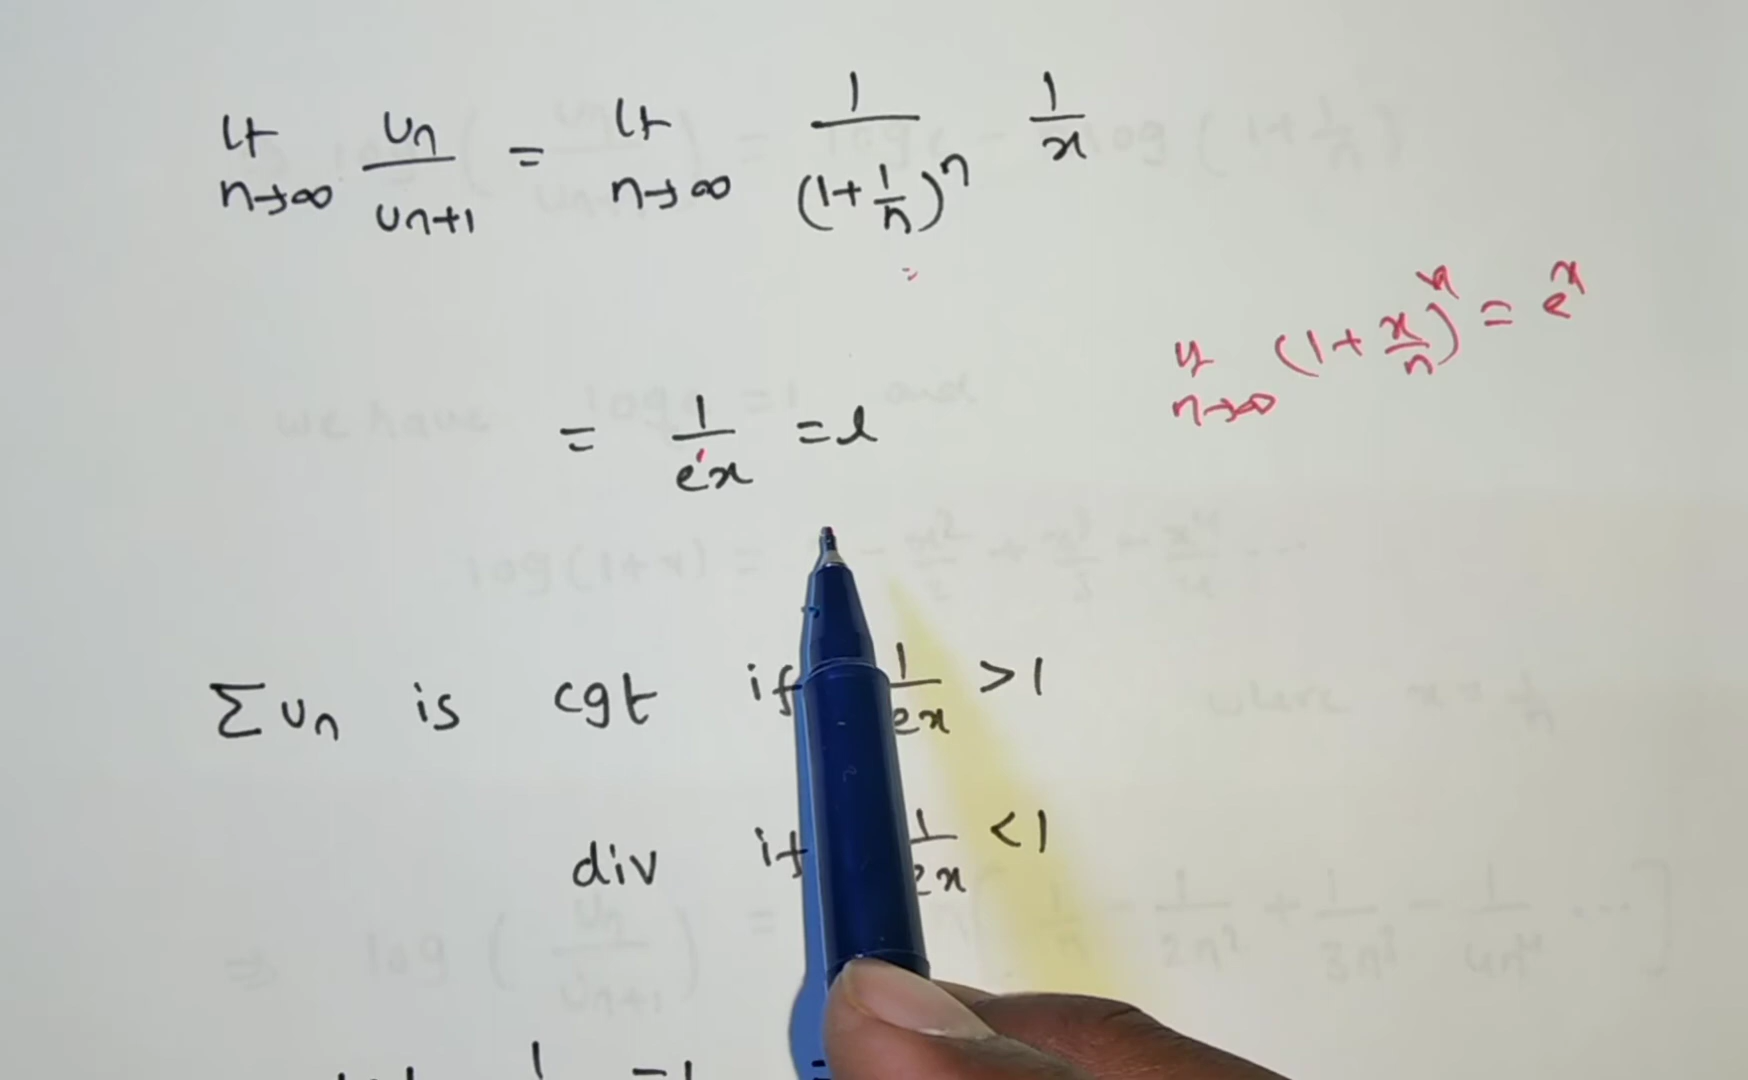 lt n→∞ un/un+1 = lt n→∞ 1/(1+1/n)^n 1/x
lt n→∞ (1+x/n)^n = e^x
= 1/e'x = l
Σun is cgt if 1/ex > 1
div if 1/ex < 1